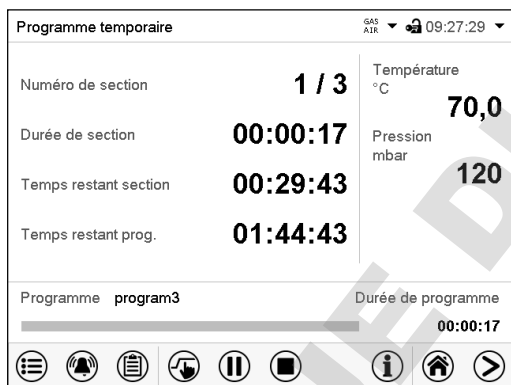 Programme temporaire GAS AIR 09:27:29
Numéro de section 1 / 3
Durée de section 00:00:17
Temps restant section 00:29:43
Temps restant prog. 01:44:43
Température
°C
70,0
Pression
mbar
120
Programme program3
Durée de programme
00:00:17